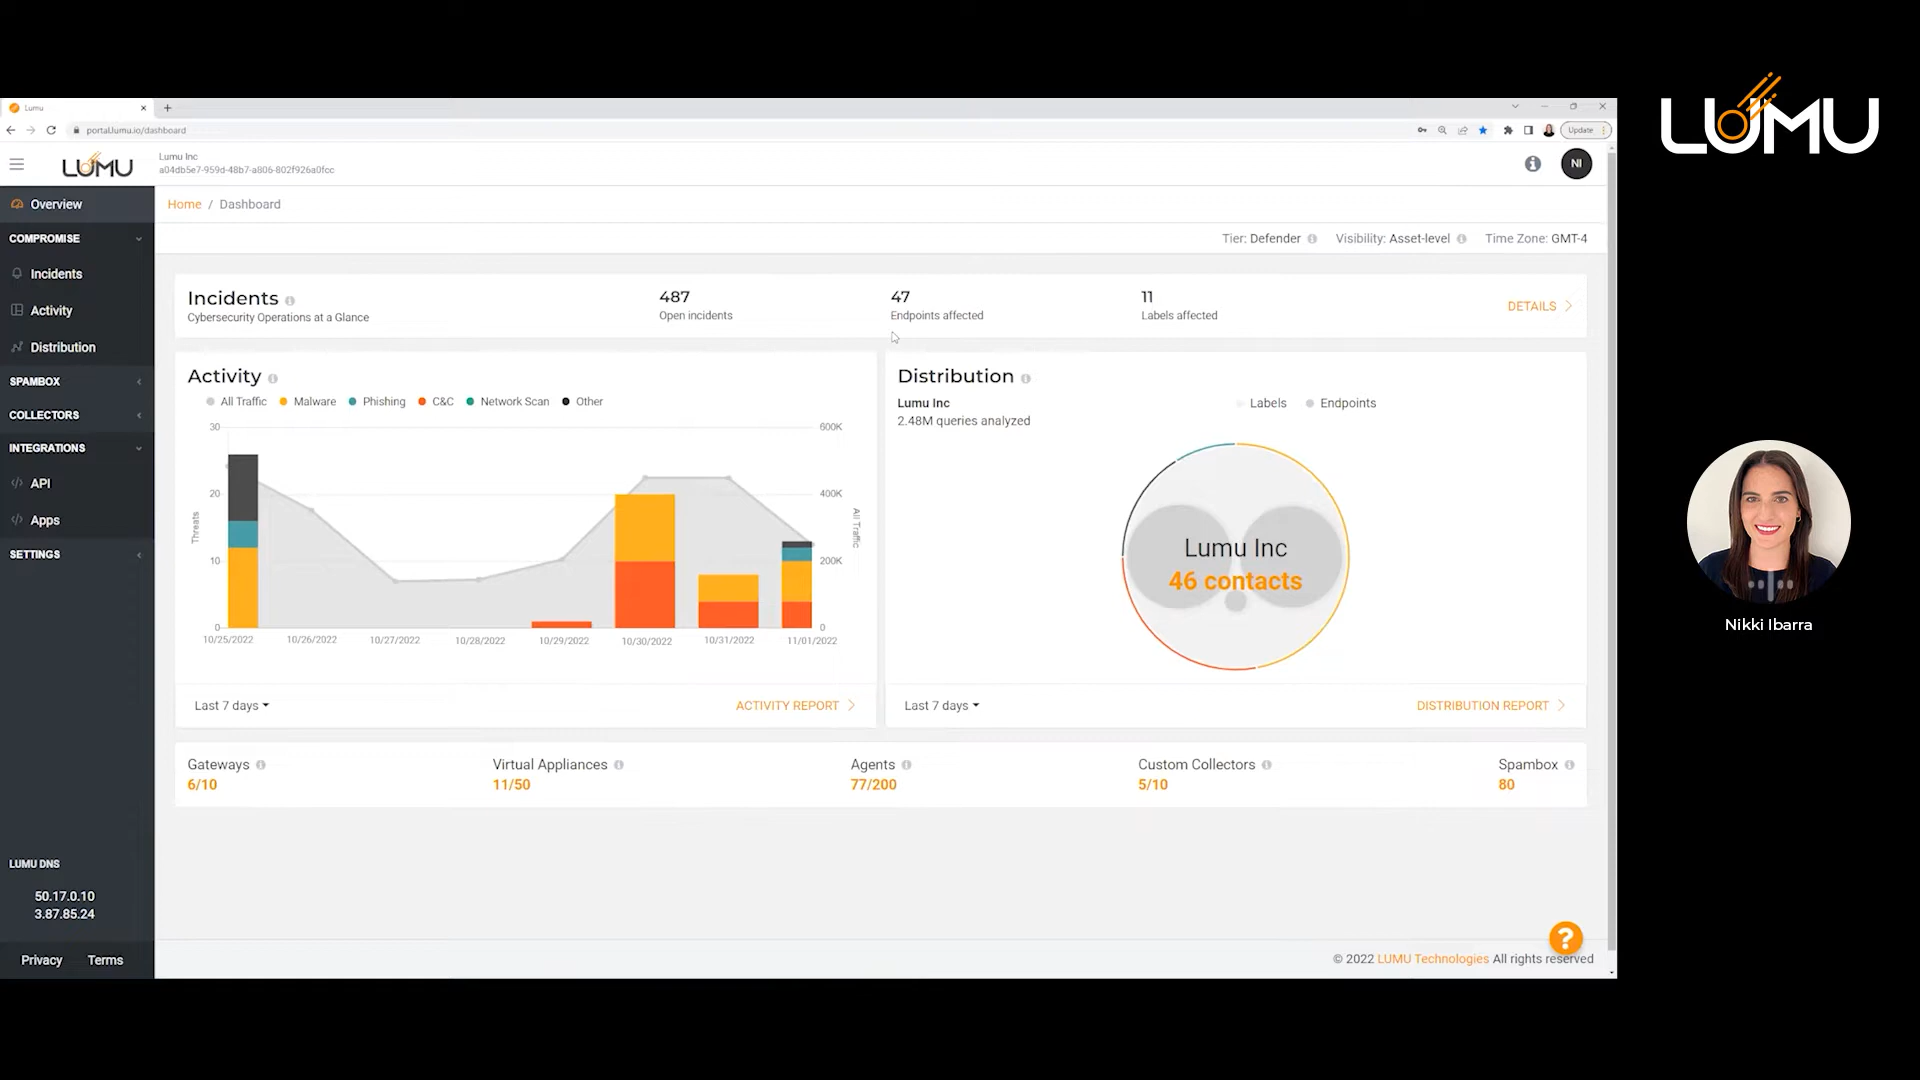 LUMU
Lumu
portal.lumu.io/dashboard
Update
LUMU
Lumu Inc
a04db5e7-959d-48b7-a806-802f926a0fcc
NI
Overview
COMPROMISE
Incidents
Activity
Distribution
SPAMBOX
COLLECTORS
INTEGRATIONS
API
Apps
SETTINGS
LUMU DNS
50.17.0.10
3.87.85.24
Privacy Terms
Home / Dashboard
Tier: Defender Visibility: Asset-level Time Zone: GMT-4
Incidents
Cybersecurity Operations at a Glance
487
Open incidents
47
Endpoints affected
11
Labels affected
DETAILS
Activity
All Traffic Malware Phishing C&C Network Scan Other
30 600K
20 400K
10 200K
0 0
Threats
All Traffic
10/25/2022 10/26/2022 10/27/2022 10/28/2022 10/29/2022 10/30/2022 10/31/2022 11/01/2022
Last 7 days ACTIVITY REPORT
Distribution
Lumu Inc
2.48M queries analyzed
Labels Endpoints
Lumu Inc
46 contacts
Last 7 days DISTRIBUTION REPORT
Gateways
6/10
Virtual Appliances
11/50
Agents
77/200
Custom Collectors
5/10
Spambox
80
?
© 2022 LUMU Technologies All rights reserved
Nikki Ibarra